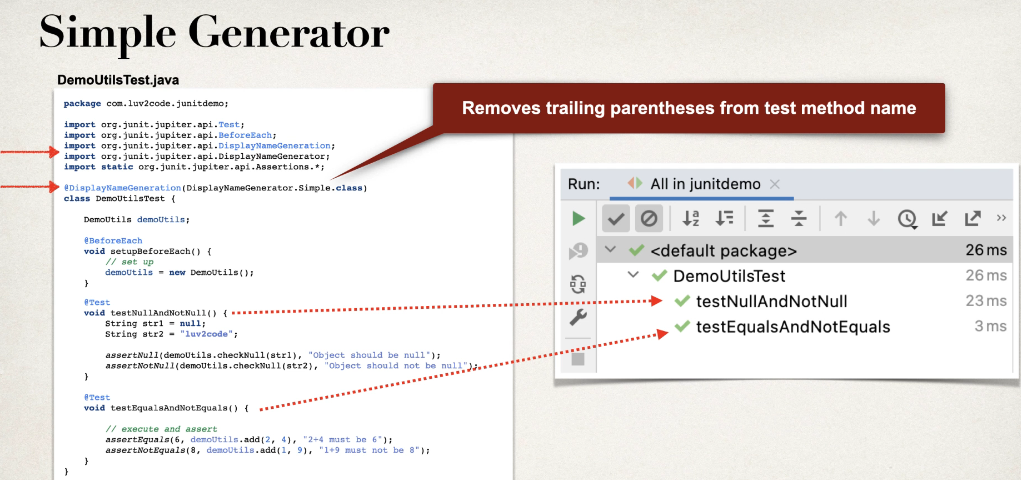 Simple Generator
DemoUtilsTest.java
package com.luv2code.junitdemo;
import org.junit.jupiter.api.Test;
import org.junit.jupiter.api.BeforeEach;
import org.junit.jupiter.api.DisplayNameGeneration;
import org.junit.jupiter.api.DisplayNameGenerator;
import static org.junit.jupiter.api.Assertions.*;
@DisplayNameGeneration(DisplayNameGenerator.Simple.class)
class DemoUtilsTest {
DemoUtils demoUtils;
@BeforeEach
void setupBeforeEach() {
// set up
demoUtils = new DemoUtils();
}
@Test
void testNullAndNotNull() {
String str1 = null;
String str2 = "luv2code";
assertNull(demoUtils.checkNull(str1), "Object should be null");
assertNotNull(demoUtils.checkNull(str2), "Object should not be null");
}
@Test
void testEqualsAndNotEquals() {
// execute and assert
assertEquals(6, demoUtils.add(2, 4), "2+4 must be 6");
assertNotEquals(8, demoUtils.add(1, 9), "1+9 must not be 8");
}
}
Removes trailing parentheses from test method name
Run: All in junitdemo
<default package> 26 ms
DemoUtilsTest 26 ms
testNullAndNotNull 23 ms
testEqualsAndNotEquals 3 ms